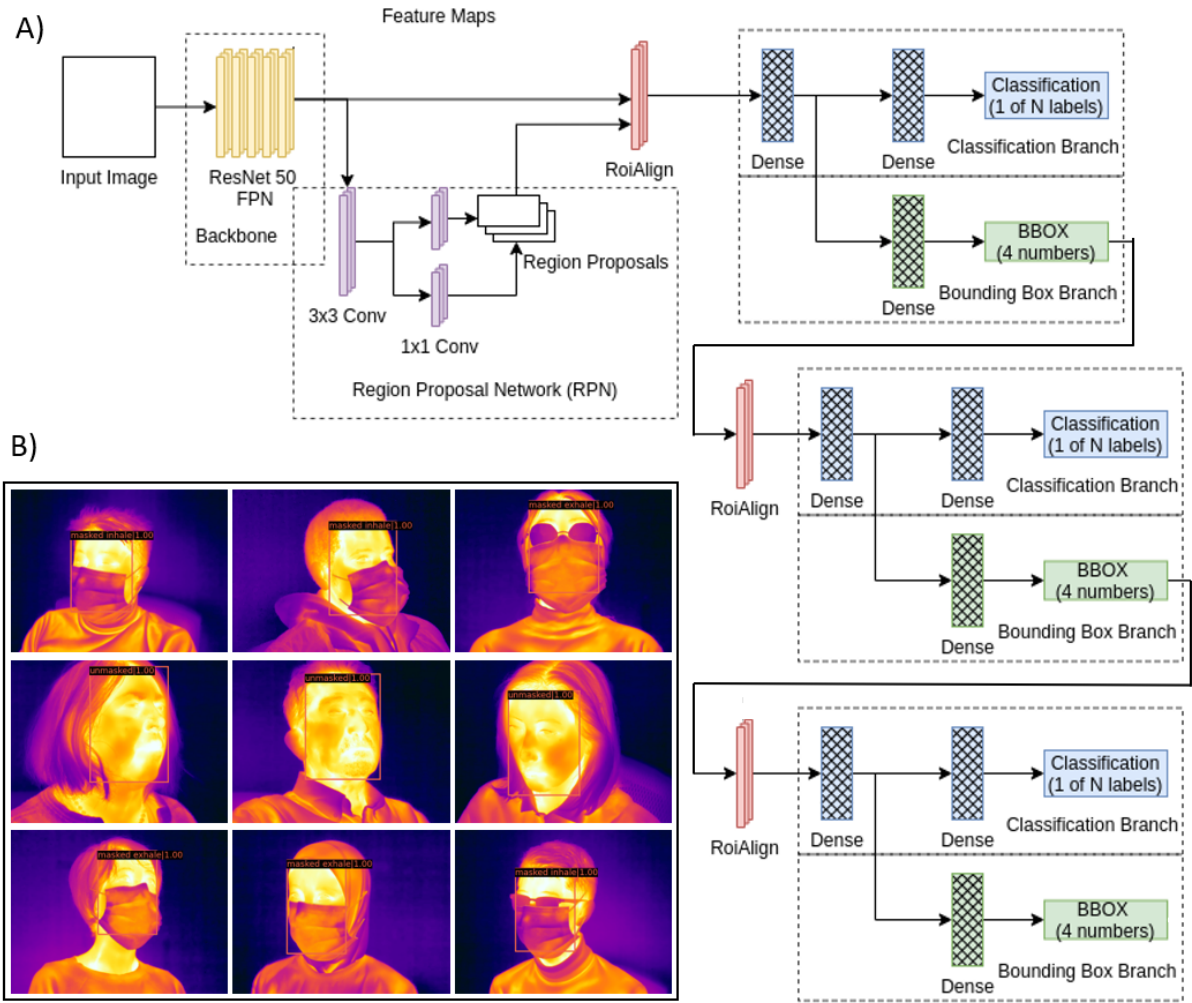 A)
Feature Maps
Input Image
ResNet 50
FPN
Backbone
3x3 Conv
1x1 Conv
Region Proposals
Region Proposal Network (RPN)
RoiAlign
Dense
Dense
Classification
(1 of N labels)
Classification Branch
Dense
BBOX
(4 numbers)
Bounding Box Branch
RoiAlign
Dense
Dense
Classification
(1 of N labels)
Classification Branch
Dense
BBOX
(4 numbers)
Bounding Box Branch
RoiAlign
Dense
Dense
Classification
(1 of N labels)
Classification Branch
Dense
BBOX
(4 numbers)
Bounding Box Branch
B)
masked inhale|1.00
masked inhale|1.00
masked exhale|1.00
unmasked|1.00
unmasked|1.00
unmasked|1.00
masked exhale|1.00
masked exhale|1.00
masked inhale|1.00